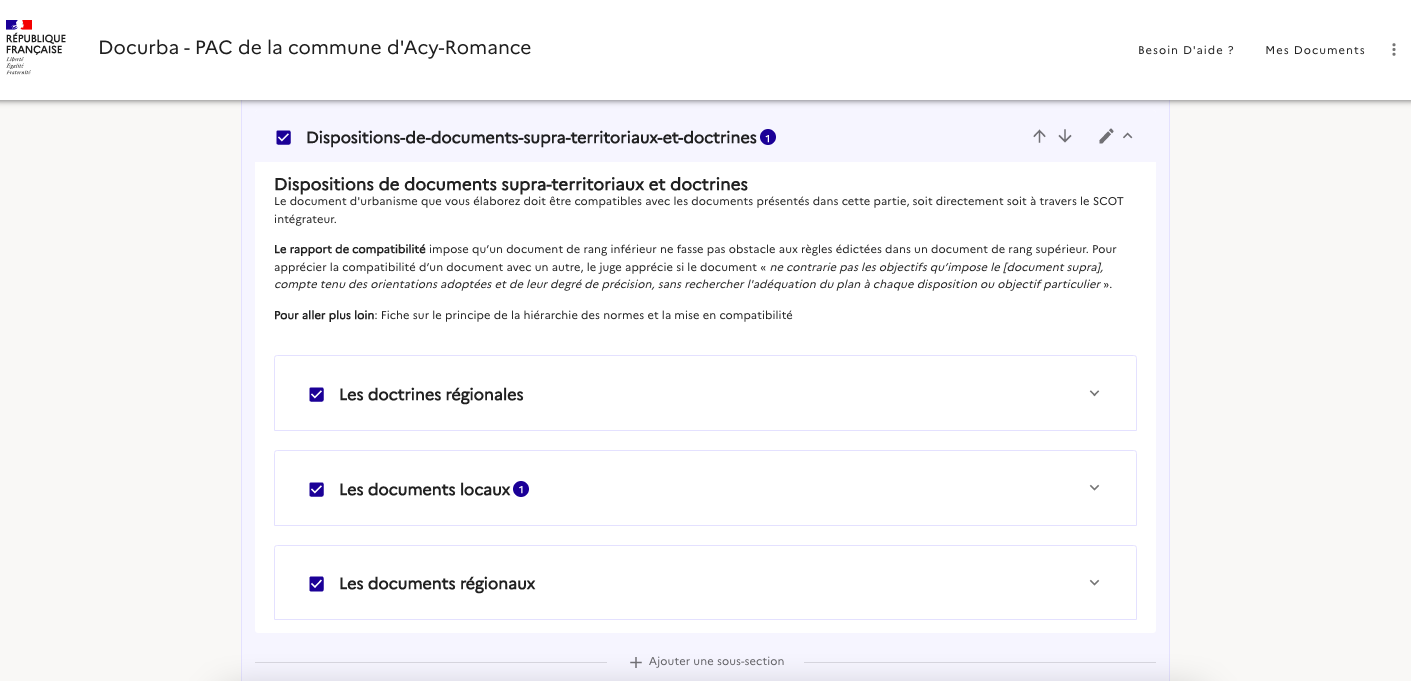 RÉPUBLIQUE
FRANÇAISE
Liberté
Égalité
Fraternité
Docurba - PAC de la commune d'Acy-Romance
Besoin D'aide ?
Mes Documents
Dispositions-de-documents-supra-territoriaux-et-doctrines 1
Dispositions de documents supra-territoriaux et doctrines
Le document d'urbanisme que vous élaborez doit être compatibles avec les documents présentés dans cette partie, soit directement soit à travers le SCOT
intégrateur.
Le rapport de compatibilité impose qu’un document de rang inférieur ne fasse pas obstacle aux règles édictées dans un document de rang supérieur. Pour
apprécier la compatibilité d’un document avec un autre, le juge apprécie si le document « ne contrarie pas les objectifs qu’impose le [document supra],
compte tenu des orientations adoptées et de leur degré de précision, sans rechercher l'adéquation du plan à chaque disposition ou objectif particulier ».
Pour aller plus loin: Fiche sur le principe de la hiérarchie des normes et la mise en compatibilité
Les doctrines régionales
Les documents locaux 1
Les documents régionaux
Ajouter une sous-section